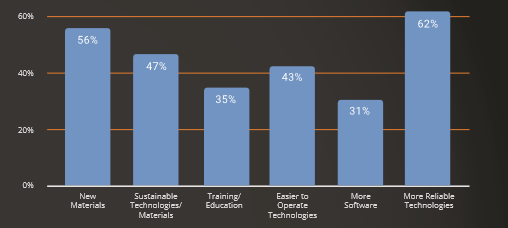 60%
40%
20%
0%
56%
47%
35%
43%
31%
62%
New
Materials
Sustainable
Technologies/
Materials
Training/
Education
Easier to
Operate
Technologies
More
Software
More Reliable
Technologies